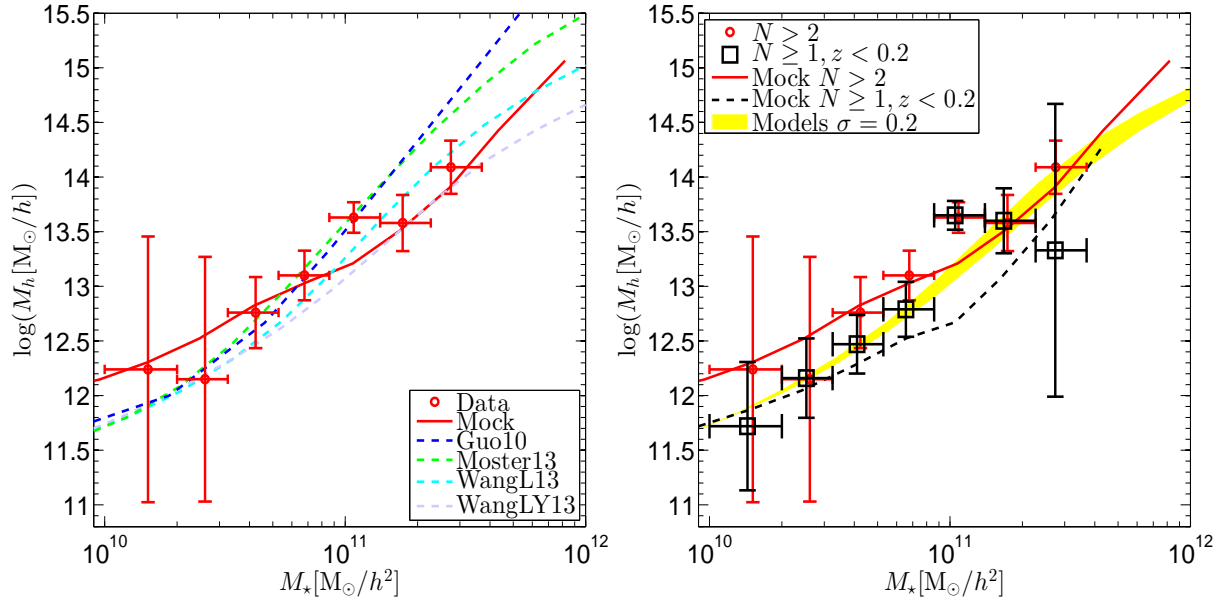 15.5
15
14.5
14
13.5
13
12.5
12
11.5
11
log(M_h[M_⊙/h])
10^10
10^11
10^12
M_⋆[M_⊙/h^2]
Data
Mock
Guo10
Moster13
WangL13
WangLY13
15.5
15
14.5
14
13.5
13
12.5
12
11.5
11
log(M_h[M_⊙/h])
10^10
10^11
10^12
M_⋆[M_⊙/h^2]
N > 2
N ≥ 1, z < 0.2
Mock N > 2
Mock N ≥ 1, z < 0.2
Models σ = 0.2